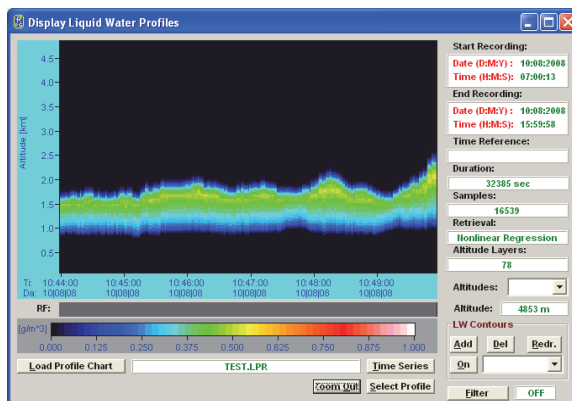 Display Liquid Water Profiles
Start Recording:
Date (D:M:Y) : 10:08:2008
Time (H:M:S): 07:00:13
End Recording:
Date (D:M:Y) : 10:08:2008
Time (H:M:S): 15:59:58
Time Reference:
Duration:
32385 sec
Samples:
16539
Retrieval:
Nonlinear Regression
Altitude Layers:
78
Altitudes:
Altitude: 4853 m
LW Contours
Add Del Redr.
On
Filter OFF
Altitude [km]
4.5
4.0
3.5
3.0
2.5
2.0
1.5
1.0
0.5
Ti: 10:44:00 10:45:00 10:46:00 10:47:00 10:48:00 10:49:00
Da: 10|08|08 10|08|08 10|08|08 10|08|08 10|08|08 10|08|08
RF:
[g/m^3]
0.000 0.125 0.250 0.375 0.500 0.625 0.750 0.875 1.000
Load Profile Chart TEST.LPR Time Series
Zoom Out Select Profile